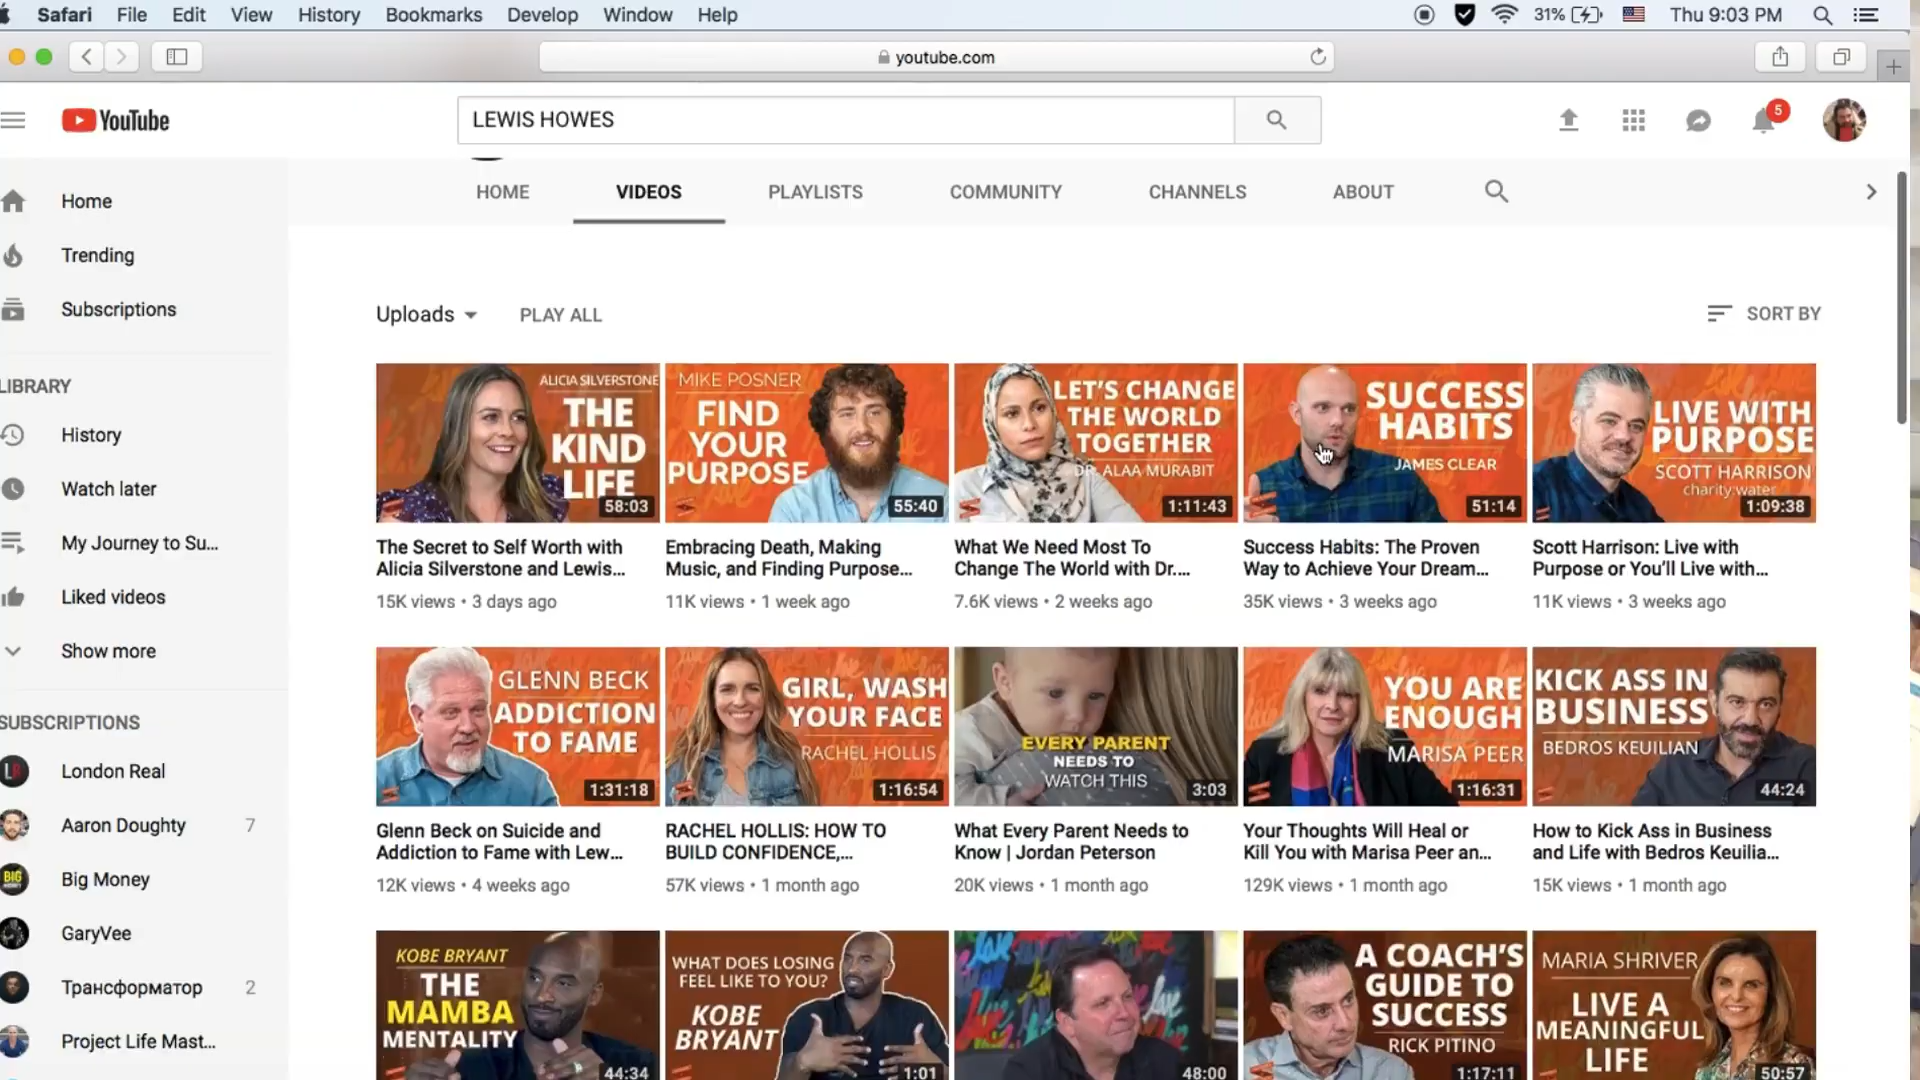 Safari File Edit View History Bookmarks Develop Window Help 31% Thu 9:03 PM
youtube.com
YouTube LEWIS HOWES 5
HOME VIDEOS PLAYLISTS COMMUNITY CHANNELS ABOUT
Home
Trending
Subscriptions
LIBRARY
History
Watch later
My Journey to Su...
Liked videos
Show more
SUBSCRIPTIONS
London Real
Aaron Doughty 7
BIG
MONEY
Big Money
GaryVee
Трансформатор 2
Project Life Mast...
Uploads PLAY ALL SORT BY
ALICIA SILVERSTONE
THE
KIND
LIFE
58:03
The Secret to Self Worth with
Alicia Silverstone and Lewis...
15K views • 3 days ago
MIKE POSNER
FIND
YOUR
PURPOSE
55:40
Embracing Death, Making
Music, and Finding Purpose...
11K views • 1 week ago
LET'S CHANGE
THE WORLD
TOGETHER
DR. ALAA MURABIT
1:11:43
What We Need Most To
Change The World with Dr....
7.6K views • 2 weeks ago
SUCCESS
HABITS
JAMES CLEAR
51:14
Success Habits: The Proven
Way to Achieve Your Dream...
35K views • 3 weeks ago
LIVE WITH
PURPOSE
SCOTT HARRISON
charity:water
1:09:38
Scott Harrison: Live with
Purpose or You'll Live with...
11K views • 3 weeks ago
GLENN BECK
ADDICTION
TO FAME
1:31:18
Glenn Beck on Suicide and
Addiction to Fame with Lew...
12K views • 4 weeks ago
GIRL, WASH
YOUR FACE
RACHEL HOLLIS
1:16:54
RACHEL HOLLIS: HOW TO
BUILD CONFIDENCE,...
57K views • 1 month ago
EVERY PARENT
NEEDS TO
WATCH THIS
3:03
What Every Parent Needs to
Know | Jordan Peterson
20K views • 1 month ago
YOU ARE
ENOUGH
MARISA PEER
1:16:31
Your Thoughts Will Heal or
Kill You with Marisa Peer an...
129K views • 1 month ago
KICK ASS IN
BUSINESS
BEDROS KEUILIAN
44:24
How to Kick Ass in Business
and Life with Bedros Keuilia...
15K views • 1 month ago
KOBE BRYANT
THE
MAMBA
MENTALITY
44:34
WHAT DOES LOSING
FEEL LIKE TO YOU?
KOBE
BRYANT
1:01
48:00
A COACH'S
GUIDE TO
SUCCESS
RICK PITINO
1:17:11
MARIA SHRIVER
LIVE A
MEANINGFUL
LIFE
50:57